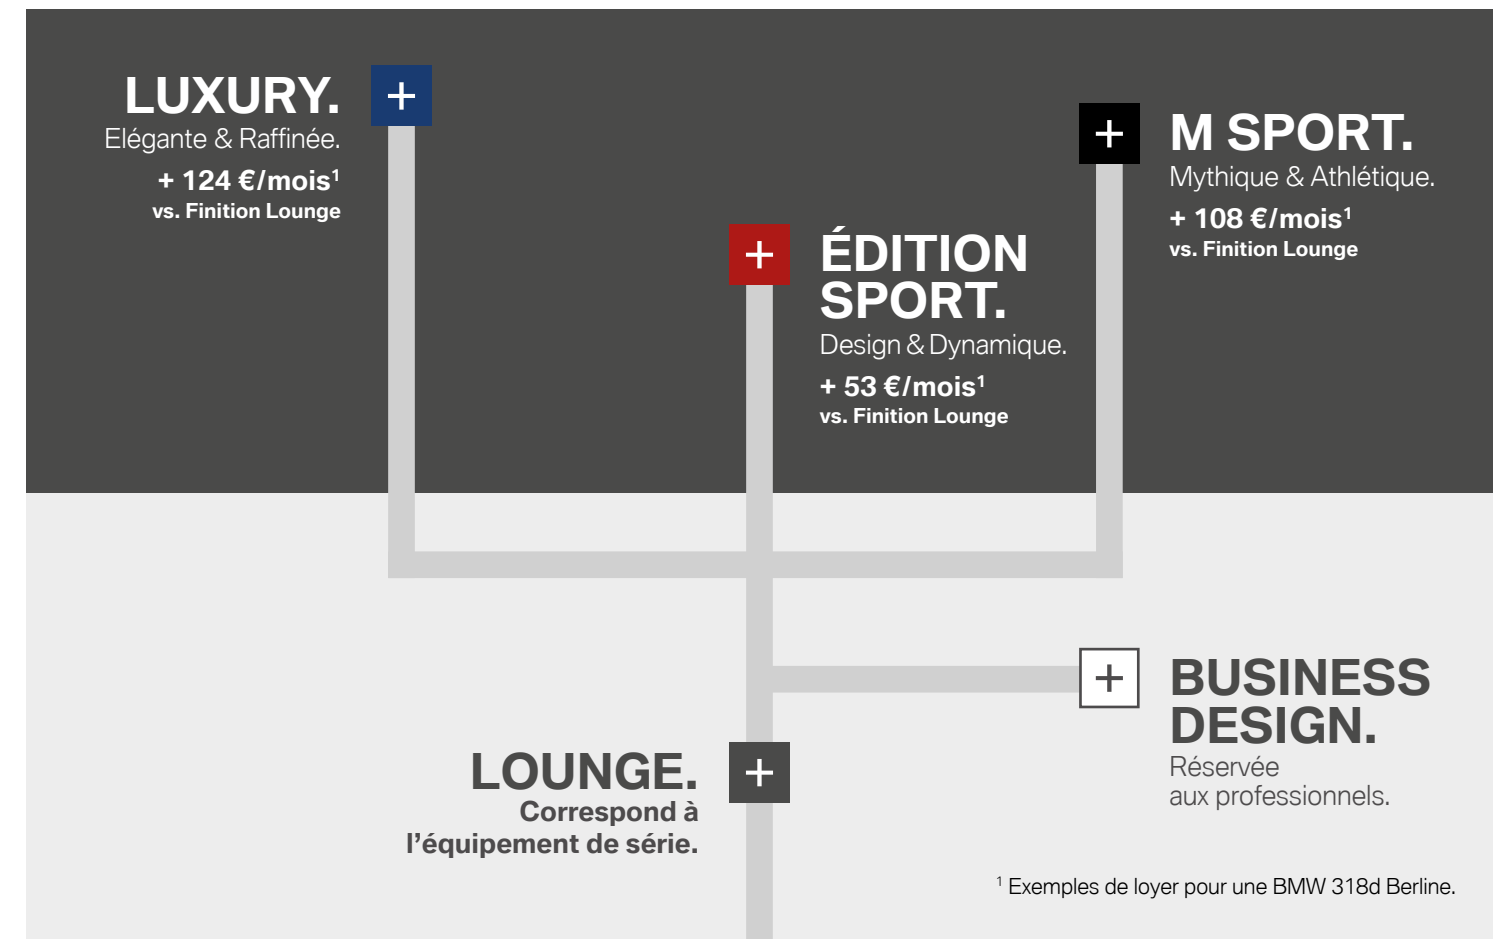 LUXURY.
Elégante & Raffinée.
+ 124 €/mois¹
vs. Finition Lounge
M SPORT.
Mythique & Athlétique.
+ 108 €/mois¹
vs. Finition Lounge
ÉDITION
SPORT.
Design & Dynamique.
+ 53 €/mois¹
vs. Finition Lounge
BUSINESS
DESIGN.
Réservée
aux professionnels.
LOUNGE.
Correspond à
l’équipement de série.
¹ Exemples de loyer pour une BMW 318d Berline.